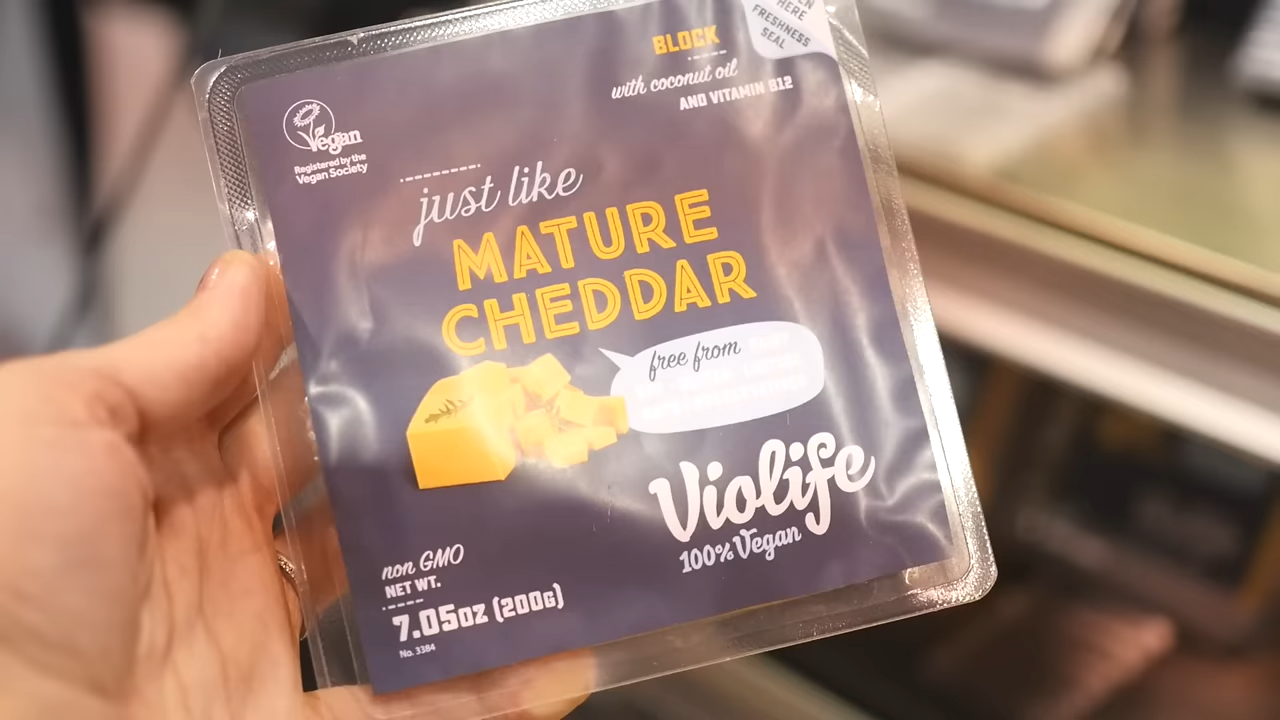 HERE
FRESHNESS
SEAL
BLOCK
with coconut oil
AND VITAMIN B12
Vegan
Registered by the
Vegan Society
just like
MATURE
CHEDDAR
free from
Violife
100% Vegan
non GMO
NET WT.
7.05oz (200G)
No. 3384